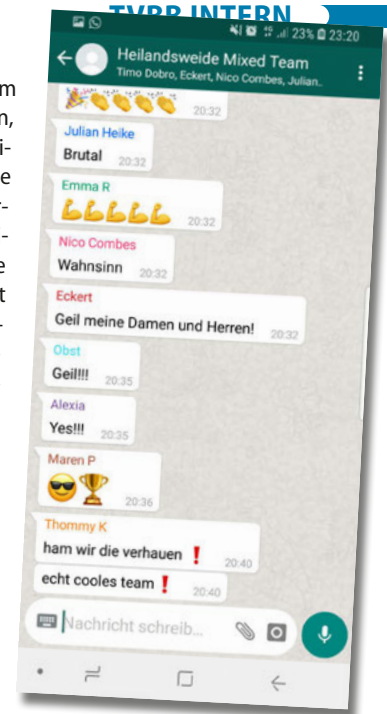 TVRB INTERN
23% 23:20
Heilandsweide Mixed Team
Timo Dobro, Eckert, Nico Combes, Julian..
20:32
Julian Heike
Brutal 20:32
Emma R
20:32
Nico Combes
Wahnsinn 20:32
Eckert
Geil meine Damen und Herren! 20:32
Obst
Geil!!! 20:35
Alexia
Yes!!! 20:35
Maren P
20:36
Thommy K
ham wir die verhauen ❗ 20:40
echt cooles team ❗ 20:40
Nachricht schreib...